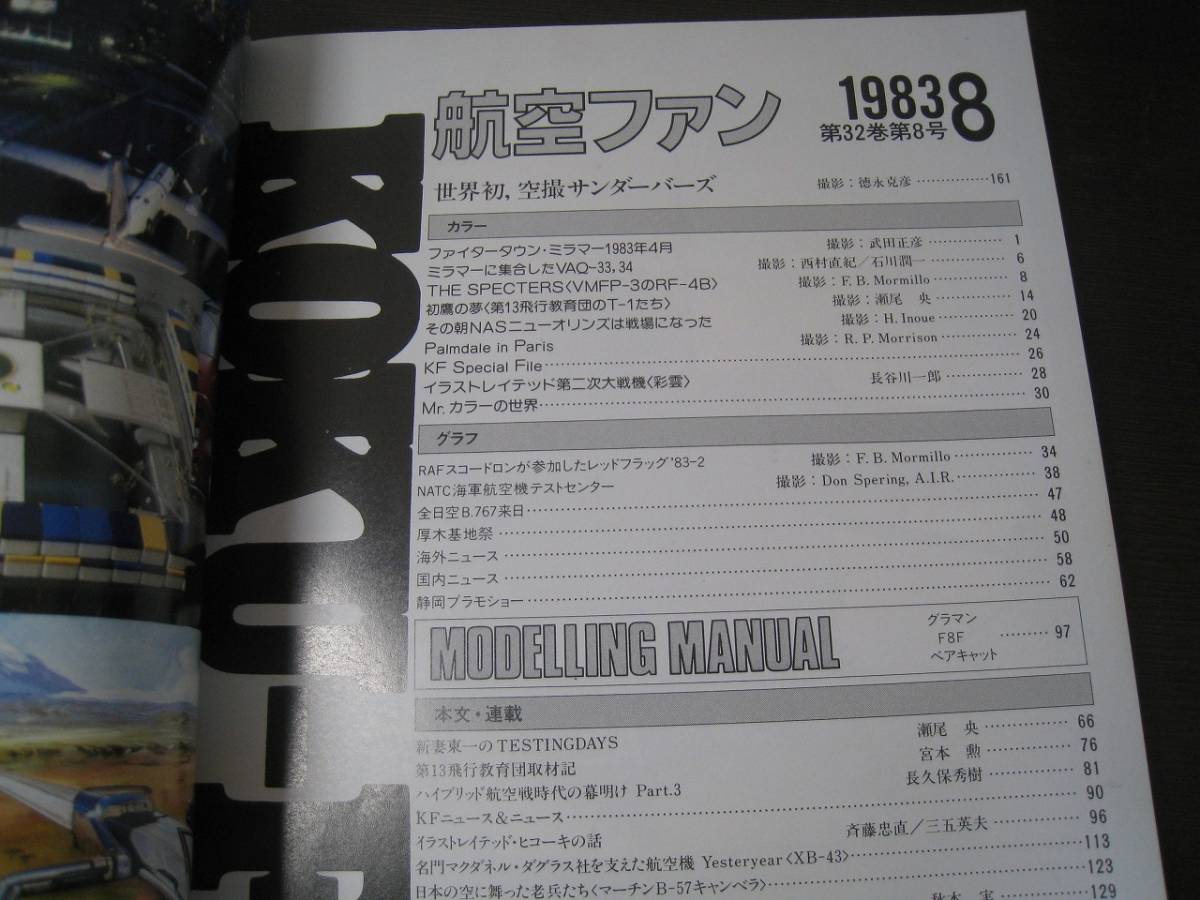 航空ファン
1983 8
第32巻第8号
世界初，空撮サンダーバーズ 撮影：徳永克彦 161
カラー
ファイタータウン・ミラマー1983年4月 撮影：武田正彦 1
ミラマーに集合したVAQ-33,34 撮影：西村直紀／石川潤一 6
THE SPECTERS〈VMFP-3のRF-4B〉 撮影：F. B. Mormillo 8
初鷹の夢〈第13飛行教育団のT-1たち〉 撮影：瀬尾 央 14
その朝NASニューオリンズは戦場になった 撮影：H. Inoue 20
Palmdale in Paris 撮影：R. P. Morrison 24
KF Special File 26
イラストレイテッド第二次大戦機〈彩雲〉 長谷川一郎 28
Mr. カラーの世界 30
グラフ
RAFスコードロンが参加したレッドフラッグ'83-2 撮影：F. B. Mormillo 34
NATC海軍航空機テストセンター 撮影：Don Spering, A.I.R. 38
全日空B.767来日 47
厚木基地祭 48
海外ニュース 50
国内ニュース 58
静岡プラモショー 62
MODELLING MANUAL
グラマン
F8F
ベアキャット
97
本文・連載
新妻東一のTESTINGDAYS 瀬尾 央 66
第13飛行教育団取材記 宮本 勲 76
ハイブリッド航空戦時代の幕明け Part.3 長久保秀樹 81
KFニュース＆ニュース 90
イラストレイテッド・ヒコーキの話 斉藤忠直／三五英夫 96
名門マクダネル・ダグラス社を支えた航空機 Yesteryear〈XB-43〉 113
日本の空に舞った老兵たち〈マーチンB-57キャンベラ〉 123
秋本 実 129